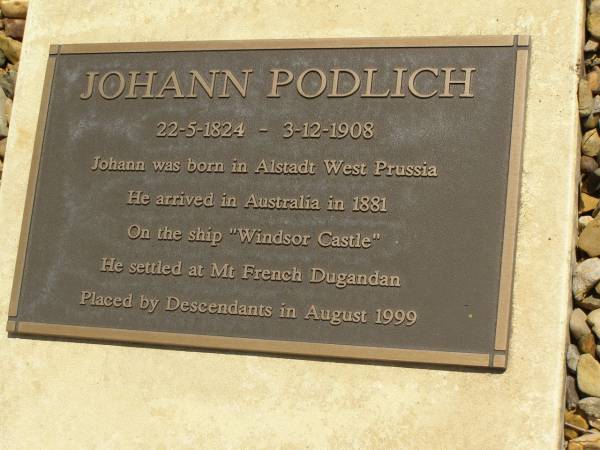 JOHANN PODLICH
22-5-1824 - 3-12-1908
Johann was born in Alstadt West Prussia
He arrived in Australia in 1881
On the ship "Windsor Castle"
He settled at Mt French Dugandan
Placed by Descendants in August 1999